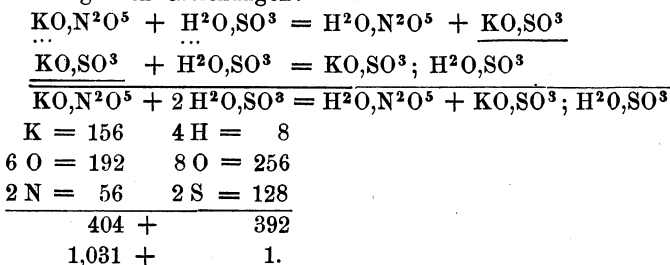 KO,N²O⁵ + H²O,SO³ = H²O,N²O⁵ + KO,SO³
... ...
KO,SO³ + H²O,SO³ = KO,SO³; H²O,SO³
KO,N²O⁵ + 2 H²O,SO³ = H²O,N²O⁵ + KO,SO³; H²O,SO³
K = 156 4 H = 8
6 O = 192 8 O = 256
2 N = 56 2 S = 128
404 + 392
1,031 + 1.